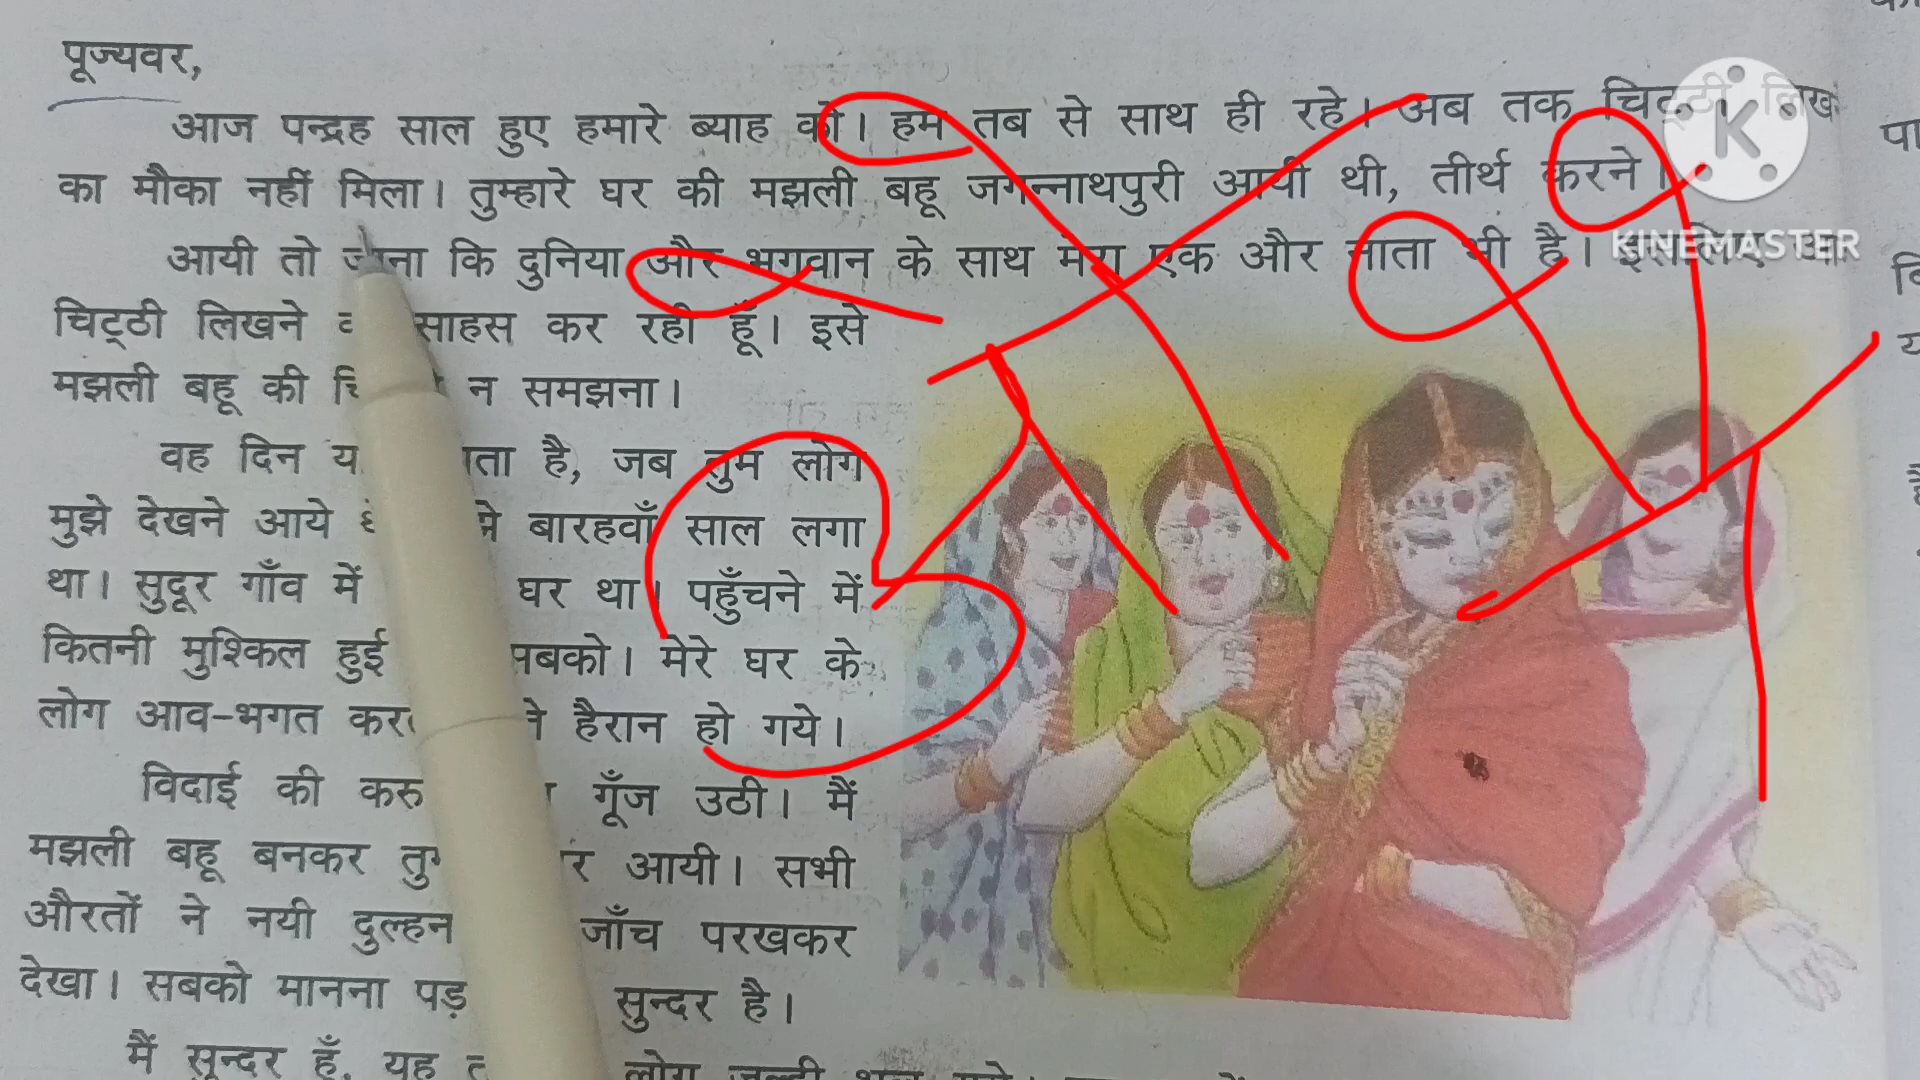 पूज्यवर,
आज पन्द्रह साल हुए हमारे ब्याह को। हम तब से साथ ही रहे। अब तक चिट्ठी लिख
का मौका नहीं मिला। तुम्हारे घर की मझली बहू जगन्नाथपुरी आयी थी, तीर्थ करने।
आयी तो जाना कि दुनिया और भगवान के साथ मेरा एक और नाता भी है। इसलिए आ
चिट्ठी लिखने साहस कर रही हूँ। इसे
मझली बहू की न समझना।
वह दिन है, जब तुम लोग
मुझे देखने आये बारहवाँ साल लगा
था। सुदूर गाँव में घर था। पहुँचने में
कितनी मुश्किल हुई सबको। मेरे घर के
लोग आव-भगत हैरान हो गये।
विदाई की गूँज उठी। मैं
मझली बहू बनकर आयी। सभी
औरतों ने नयी दुल्हन जाँच परखकर
देखा। सबको मानना सुन्दर है।
मैं सुन्दर हूँ, यह लोग जल्दी
KINEMASTER